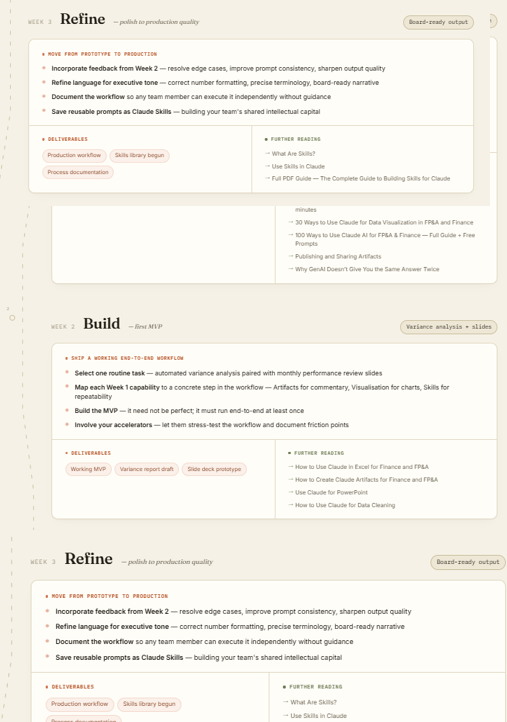 WEEK 3 Refine — polish to production quality Board-ready output
MOVE FROM PROTOTYPE TO PRODUCTION
Incorporate feedback from Week 2 — resolve edge cases, improve prompt consistency, sharpen output quality
Refine language for executive tone — correct number formatting, precise terminology, board-ready narrative
Document the workflow so any team member can execute it independently without guidance
Save reusable prompts as Claude Skills — building your team's shared intellectual capital
DELIVERABLES
Production workflow Skills library begun
Process documentation
FURTHER READING
→ What Are Skills?
→ Use Skills in Claude
→ Full PDF Guide — The Complete Guide to Building Skills for Claude
minutes
→ 30 Ways to Use Claude for Data Visualization in FP&A and Finance
→ 100 Ways to Use Claude AI for FP&A & Finance — Full Guide + Free
Prompts
→ Publishing and Sharing Artifacts
→ Why GenAI Doesn't Give You the Same Answer Twice
WEEK 2 Build — first MVP Variance analysis + slides
SHIP A WORKING END-TO-END WORKFLOW
Select one routine task — automated variance analysis paired with monthly performance review slides
Map each Week 1 capability to a concrete step in the workflow — Artifacts for commentary, Visualisation for charts, Skills for
repeatability
Build the MVP — it need not be perfect; it must run end-to-end at least once
Involve your accelerators — let them stress-test the workflow and document friction points
DELIVERABLES
Working MVP Variance report draft Slide deck prototype
FURTHER READING
→ How to Use Claude in Excel for Finance and FP&A
→ How to Create Claude Artifacts for Finance and FP&A
→ Use Claude for PowerPoint
→ How to Use Claude for Data Cleaning
WEEK 3 Refine — polish to production quality Board-ready output
MOVE FROM PROTOTYPE TO PRODUCTION
Incorporate feedback from Week 2 — resolve edge cases, improve prompt consistency, sharpen output quality
Refine language for executive tone — correct number formatting, precise terminology, board-ready narrative
Document the workflow so any team member can execute it independently without guidance
Save reusable prompts as Claude Skills — building your team's shared intellectual capital
DELIVERABLES
Production workflow Skills library begun
Process documentation
FURTHER READING
→ What Are Skills?
→ Use Skills in Claude